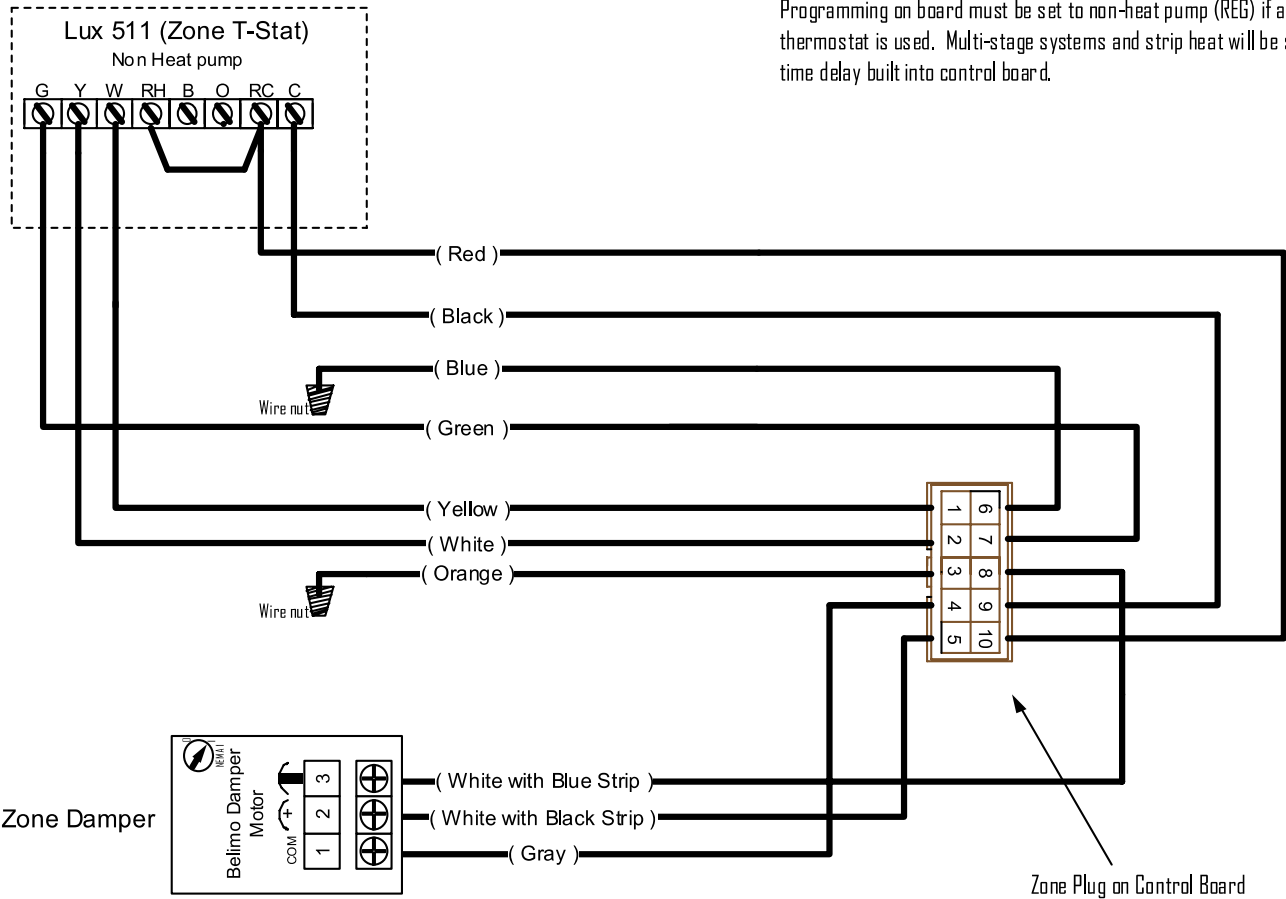 Programming on board must be set to non-heat pump (REG) if a
thermostat is used. Multi-stage systems and strip heat will be
time delay built into control board.
Lux 511 (Zone T-Stat)
Non Heat pump
G Y W RH B O RC C
( Red )
( Black )
( Blue )
Wire nut
( Green )
( Yellow )
( White )
( Orange )
Wire nut
1 6
2 7
3 8
4 9
5 10
Zone Damper
NEMA1
Belimo Damper
Motor
COM
1 2 3
( White with Blue Strip )
( White with Black Strip )
( Gray )
Zone Plug on Control Board